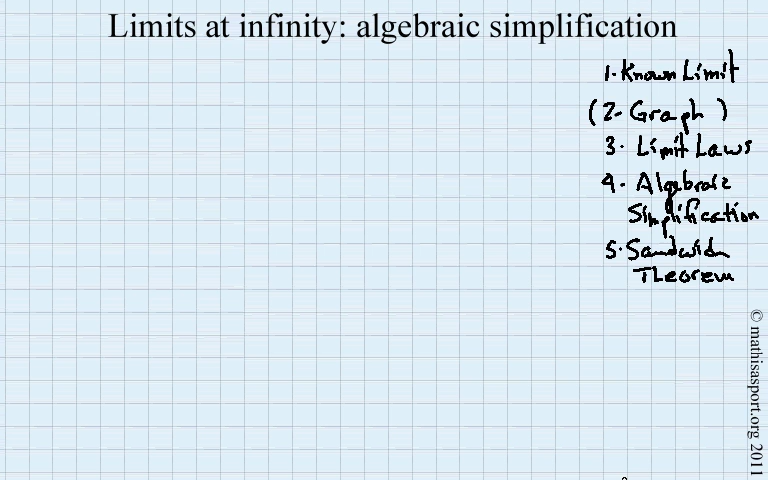 Limits at infinity: algebraic simplification
1. Known Limit
(2- Graph )
3. Limit Laws
4. Algebraic
Simplification
5. Sandwich
Theorem
© mathisasport.org 2011